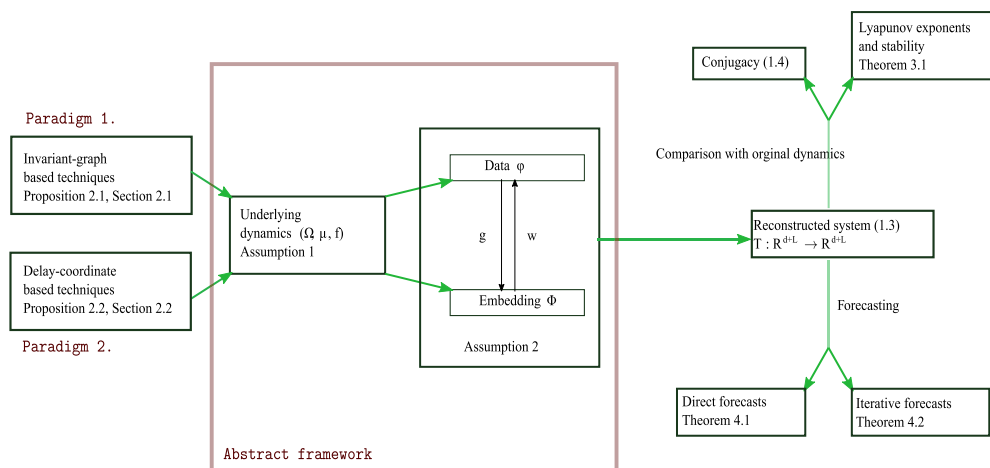 Paradigm 1.
Invariant-graph
based techniques
Proposition 2.1, Section 2.1
Delay-coordinate
based techniques
Proposition 2.2, Section 2.2
Paradigm 2.
Underlying
dynamics (Ω μ, f)
Assumption 1
Data φ
g
w
Embedding Φ
Assumption 2
Abstract framework
Conjugacy (1.4)
Lyapunov exponents
and stability
Theorem 3.1
Comparison with orginal dynamics
Reconstructed system (1.3)
T : R^{d+L} → R^{d+L}
Forecasting
Direct forecasts
Theorem 4.1
Iterative forecasts
Theorem 4.2